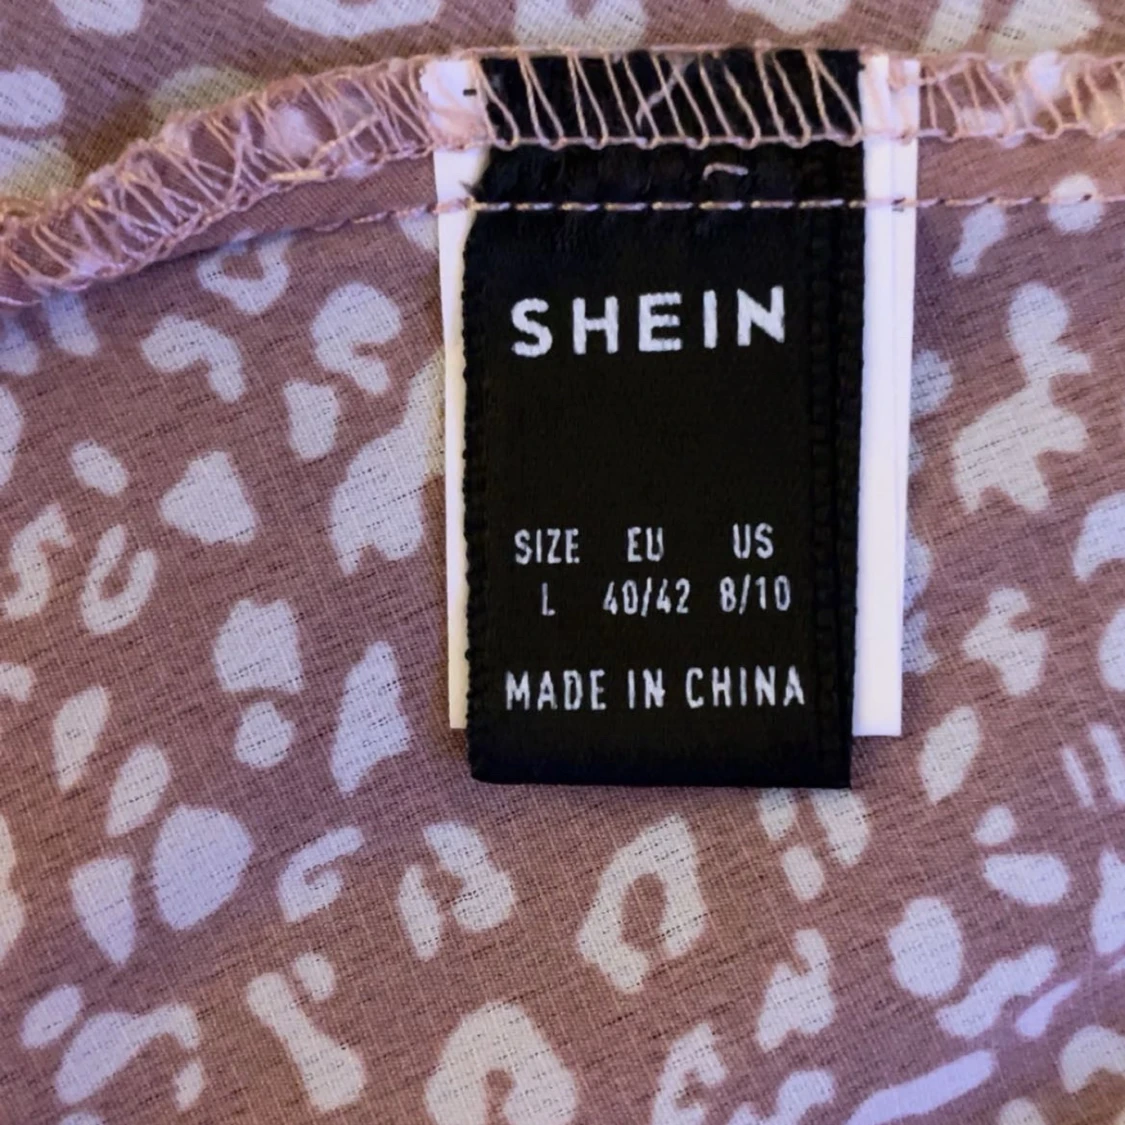 SHEIN
SIZE EU US
L 40/42 8/10
MADE IN CHINA